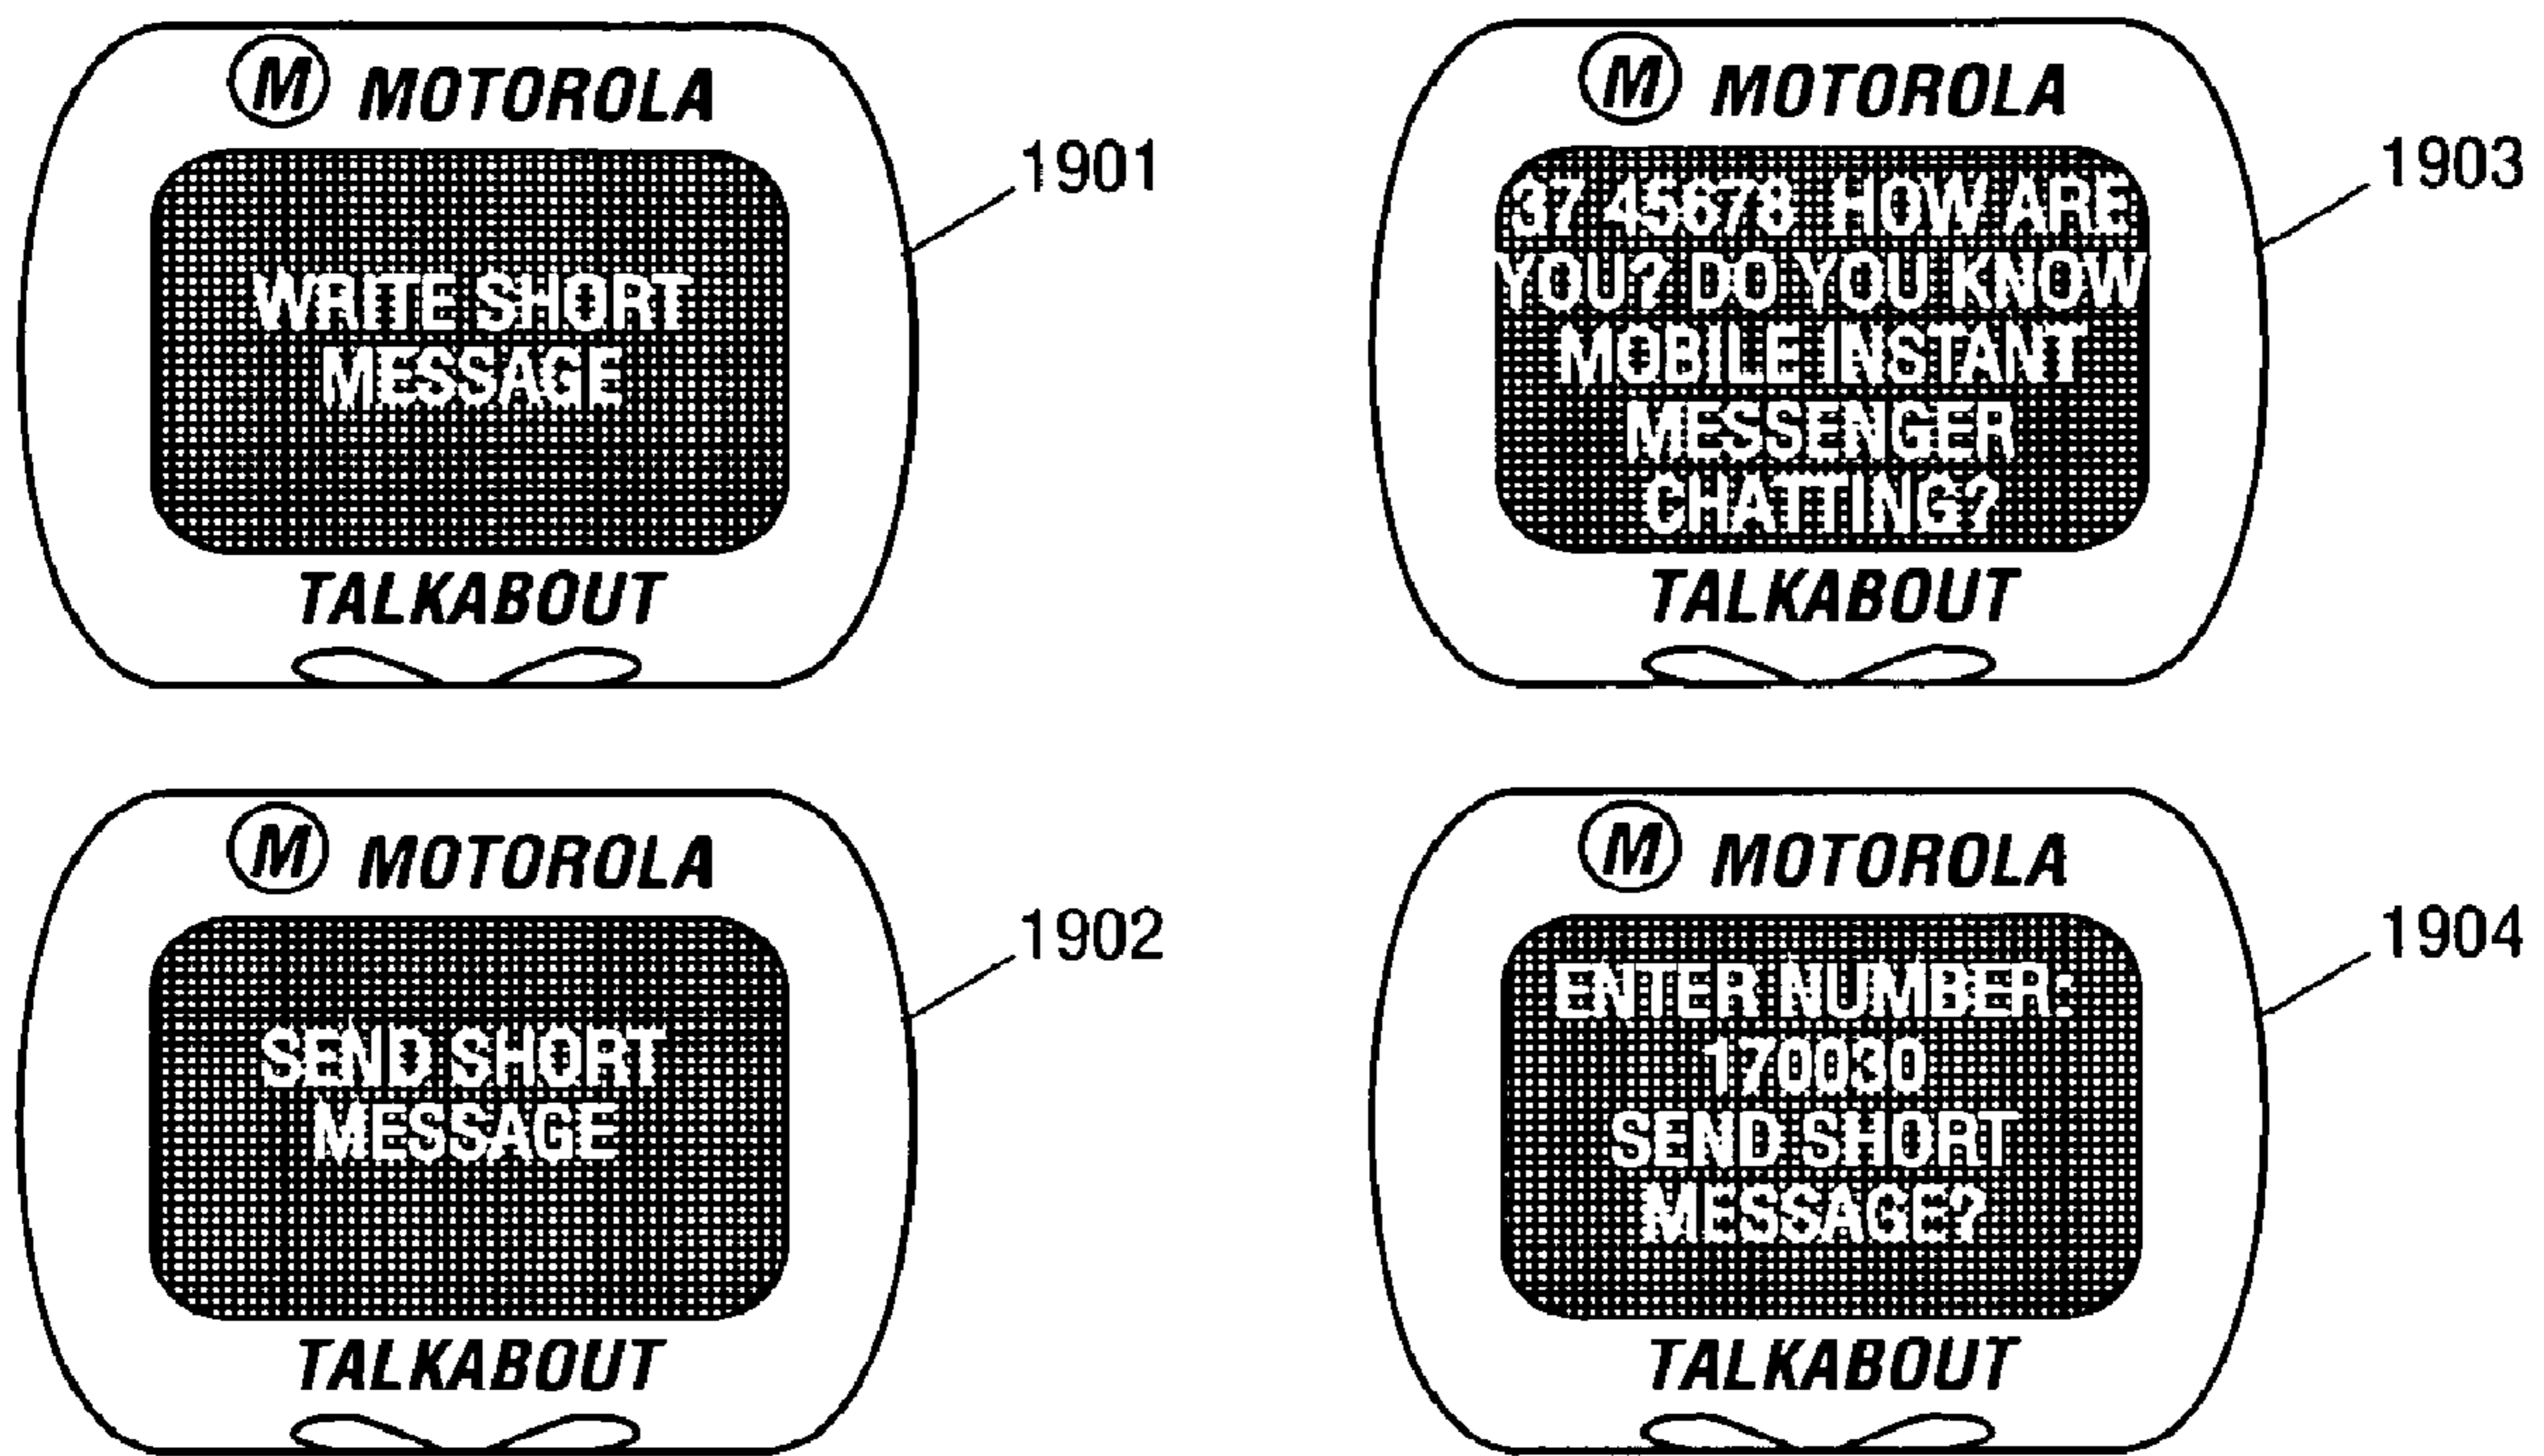 M MOTOROLA
WRITE SHORT
MESSAGE
TALKABOUT
1901
M MOTOROLA
37 45678 HOW ARE
YOU? DO YOU KNOW
MOBILE INSTANT
MESSENGER
CHATTING?
TALKABOUT
1903
M MOTOROLA
SEND SHORT
MESSAGE
TALKABOUT
1902
M MOTOROLA
ENTER NUMBER:
170030
SEND SHORT
MESSAGE?
TALKABOUT
1904